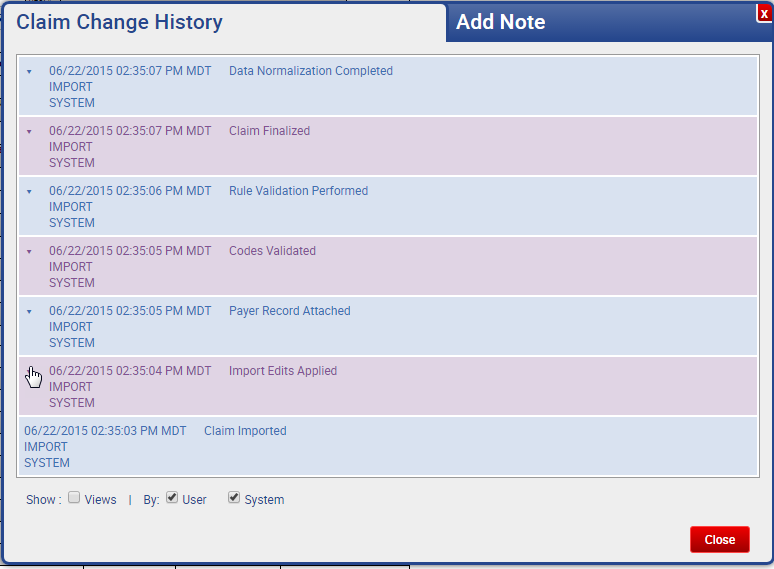 Claim Change History
Add Note
x
06/22/2015 02:35:07 PM MDT Data Normalization Completed
IMPORT
SYSTEM
06/22/2015 02:35:07 PM MDT Claim Finalized
IMPORT
SYSTEM
06/22/2015 02:35:06 PM MDT Rule Validation Performed
IMPORT
SYSTEM
06/22/2015 02:35:05 PM MDT Codes Validated
IMPORT
SYSTEM
06/22/2015 02:35:05 PM MDT Payer Record Attached
IMPORT
SYSTEM
06/22/2015 02:35:04 PM MDT Import Edits Applied
IMPORT
SYSTEM
06/22/2015 02:35:03 PM MDT Claim Imported
IMPORT
SYSTEM
Show : Views | By: User System
Close